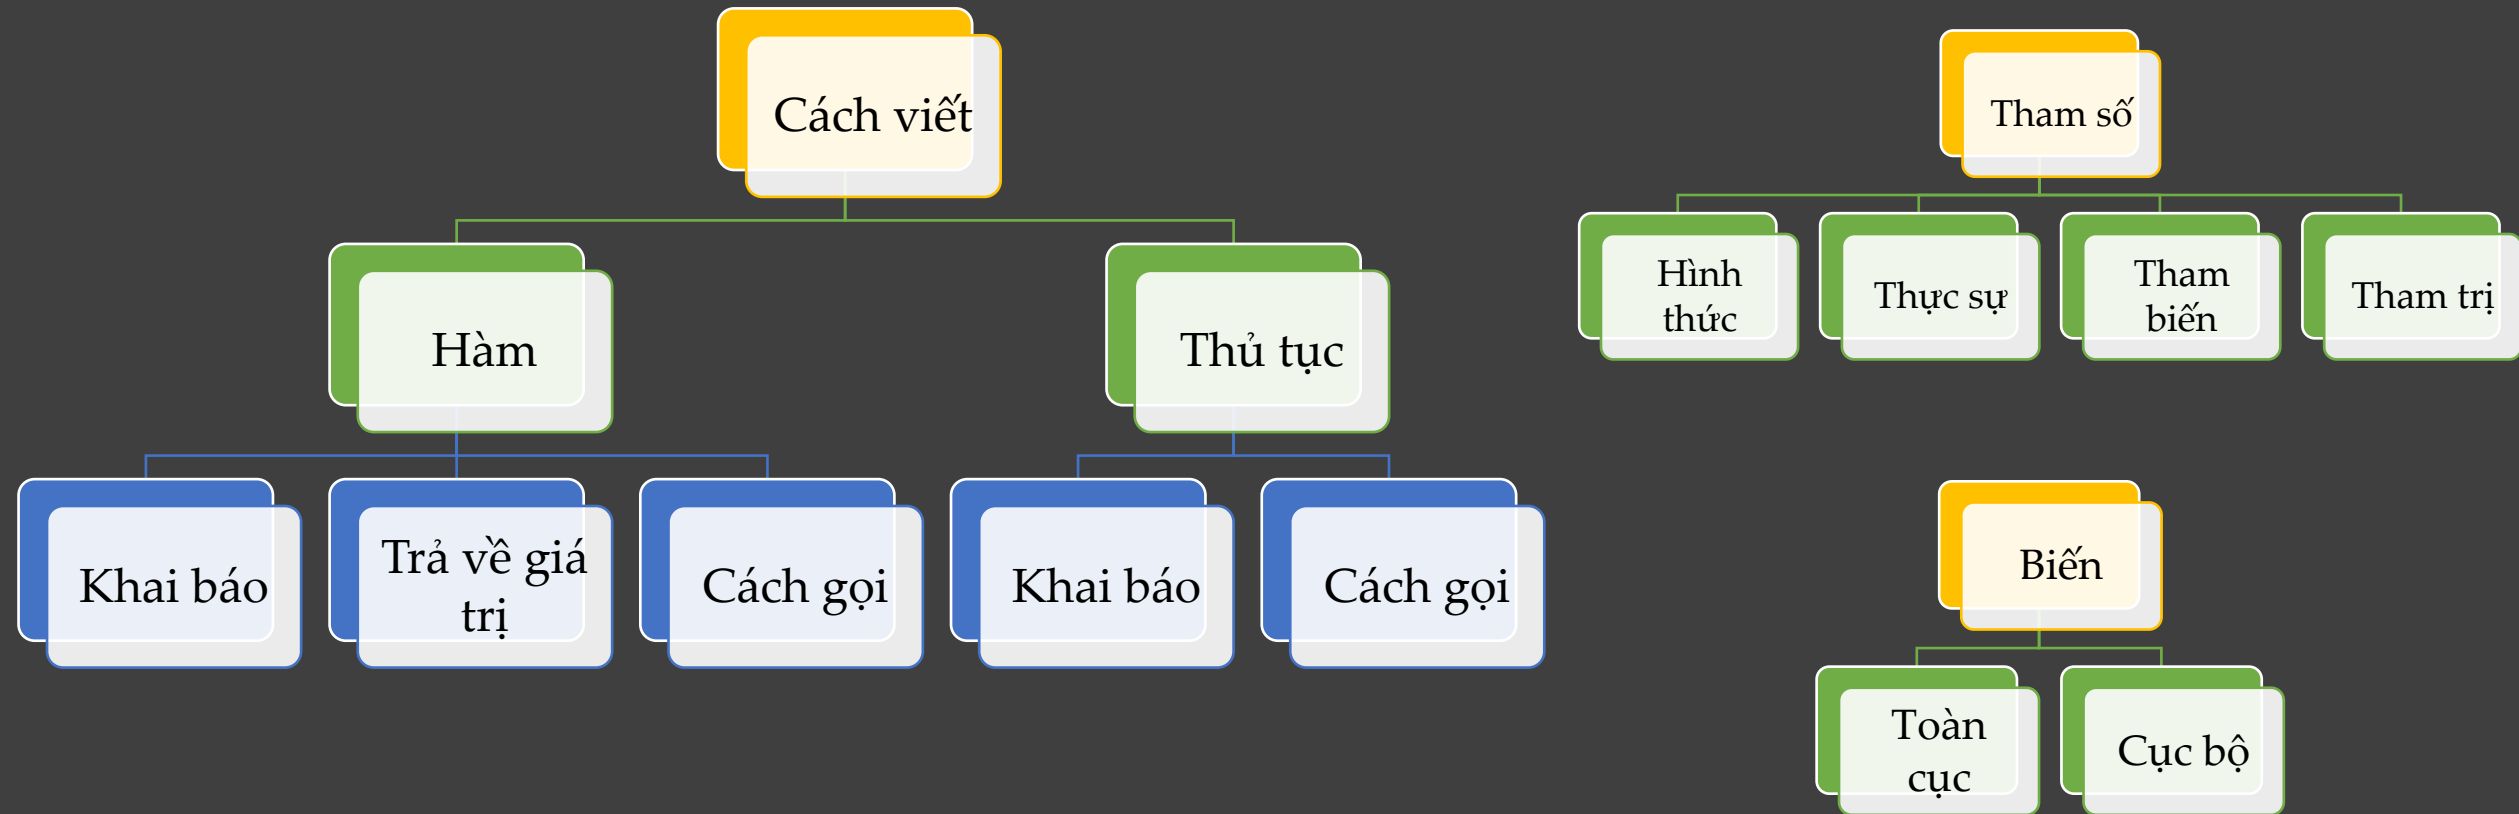 Cách viết
Hàm
Thủ tục
Khai báo
Trả về giá
trị
Cách gọi
Khai báo
Cách gọi
Tham số
Hình
thức
Thực sự
Tham
biến
Tham trị
Biến
Toàn
cục
Cục bộ